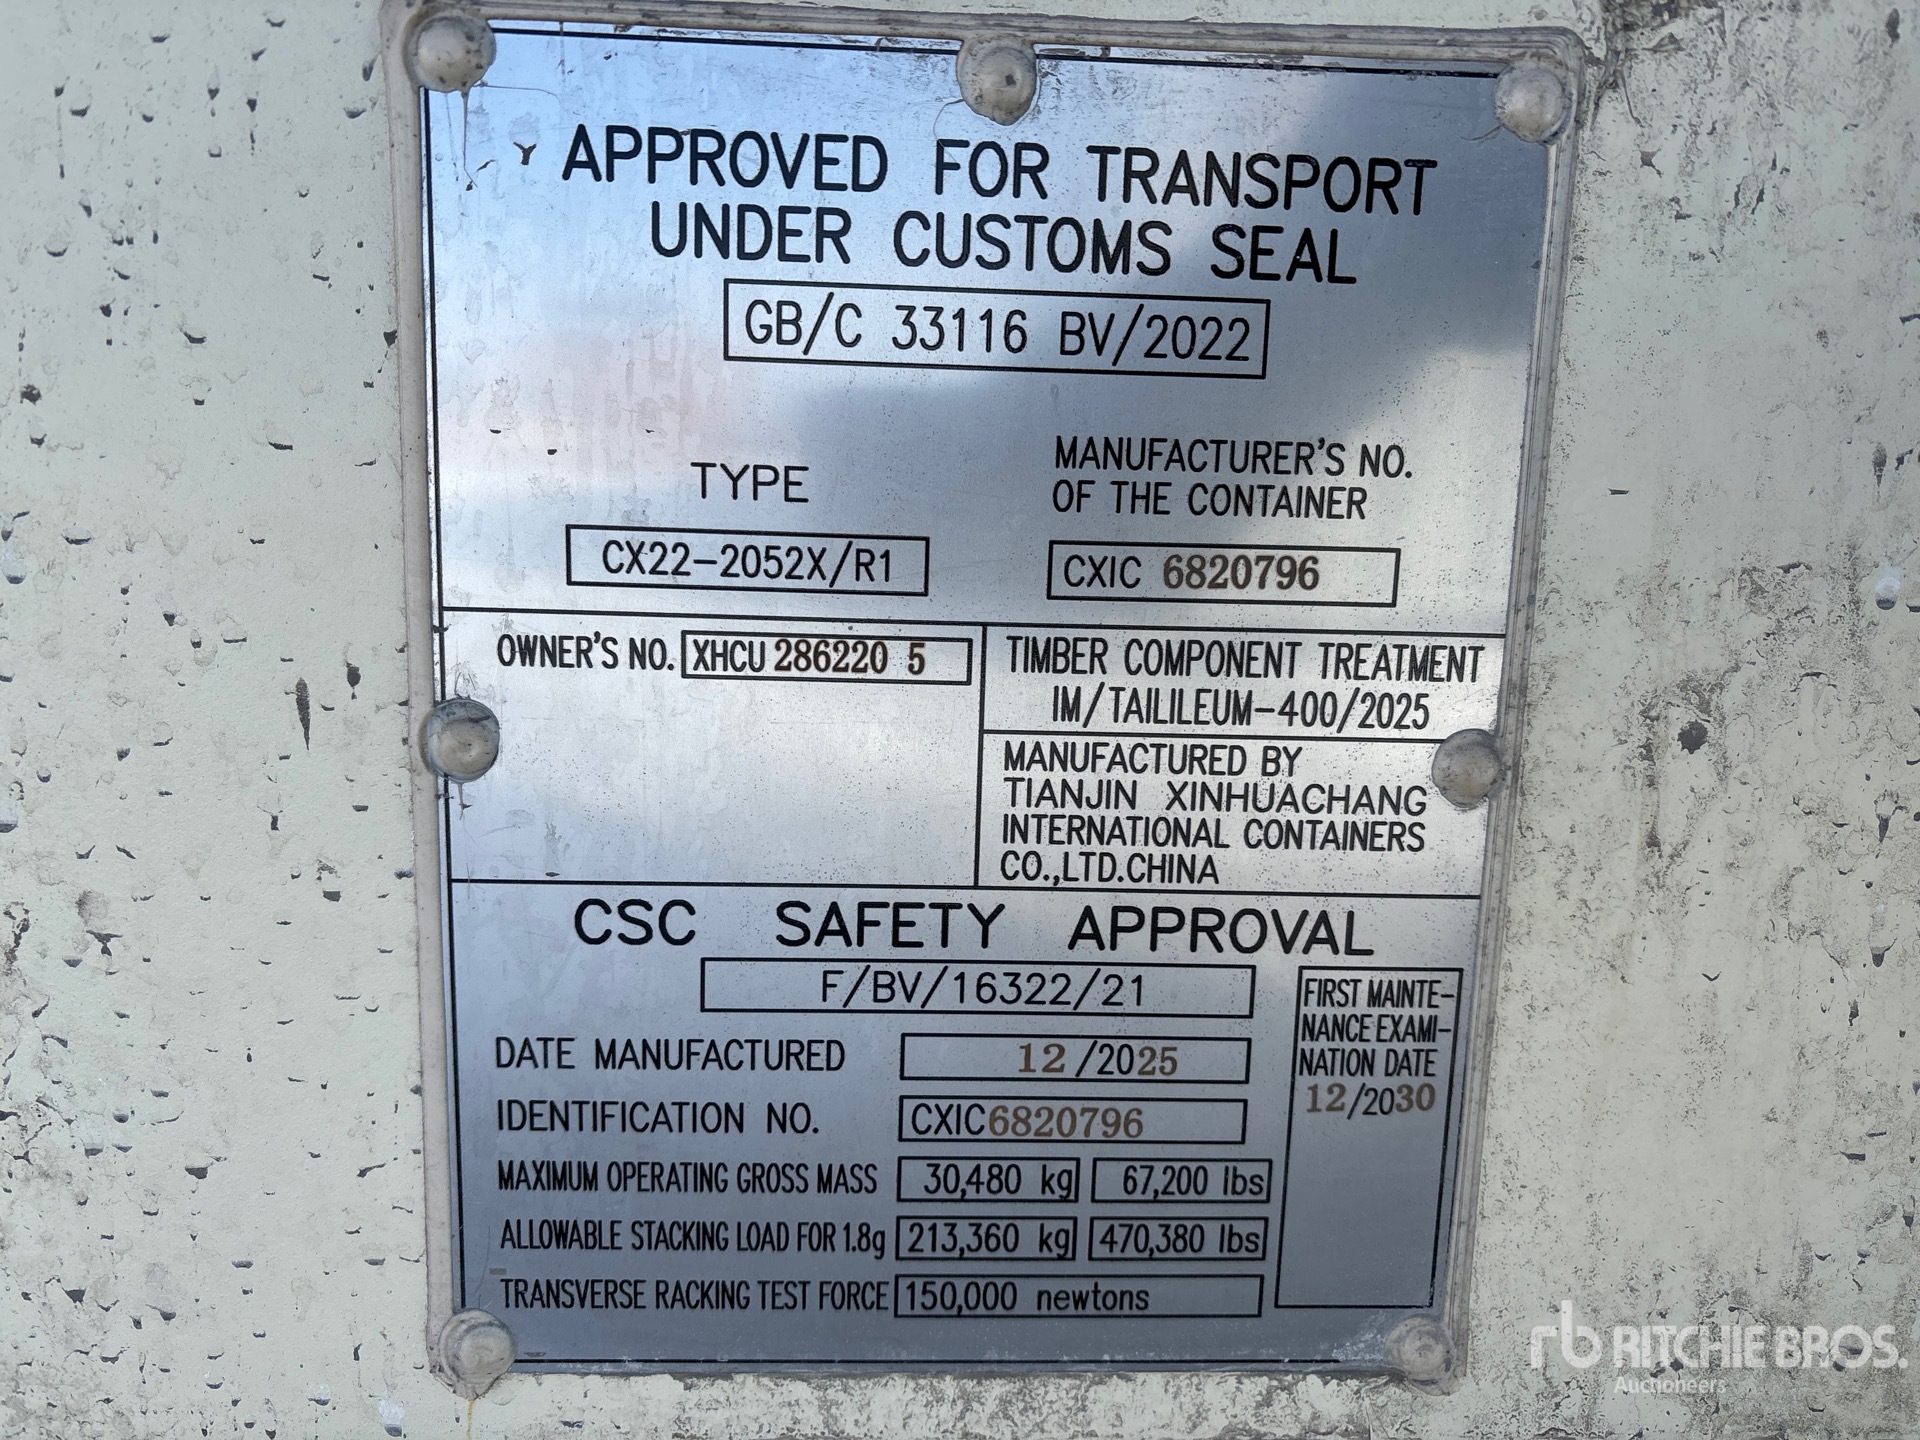 APPROVED FOR TRANSPORT
UNDER CUSTOMS SEAL
GB/C 33116 BV/2022
TYPE
CX22-2052X/R1
MANUFACTURER'S NO.
OF THE CONTAINER
CXIC 6820796
OWNER'S NO. XHCU 286220 5
TIMBER COMPONENT TREATMENT
IM/TAILILEUM-400/2025
MANUFACTURED BY
TIANJIN XINHUACHANG
INTERNATIONAL CONTAINERS
CO.,LTD.CHINA
CSC SAFETY APPROVAL
F/BV/16322/21
DATE MANUFACTURED 12/2025
IDENTIFICATION NO. CXIC6820796
MAXIMUM OPERATING GROSS MASS 30,480 kg 67,200 lbs
ALLOWABLE STACKING LOAD FOR 1.8g 213,360 kg 470,380 lbs
TRANSVERSE RACKING TEST FORCE 150,000 newtons
FIRST MAINTE-
NANCE EXAMI-
NATION DATE
12/2030
rb RITCHIE BROS.
Auctioneers